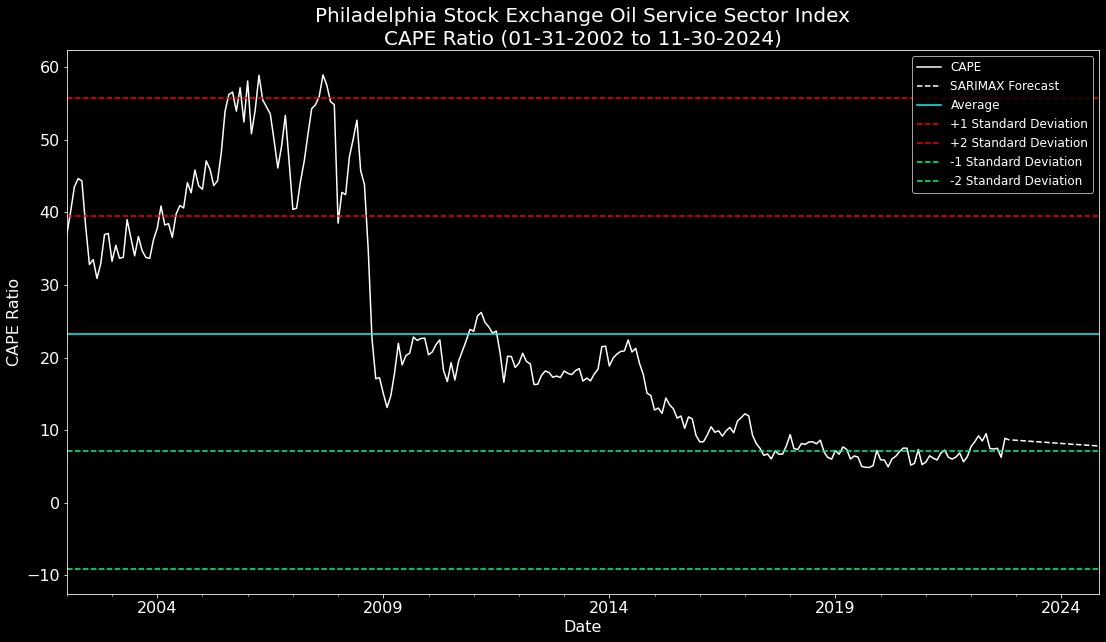 Philadelphia Stock Exchange Oil Service Sector Index
CAPE Ratio (01-31-2002 to 11-30-2024)
CAPE
SARIMAX Forecast
Average
+1 Standard Deviation
+2 Standard Deviation
-1 Standard Deviation
-2 Standard Deviation
CAPE Ratio
60
50
40
30
20
10
0
−10
2004
2009
2014
2019
2024
Date